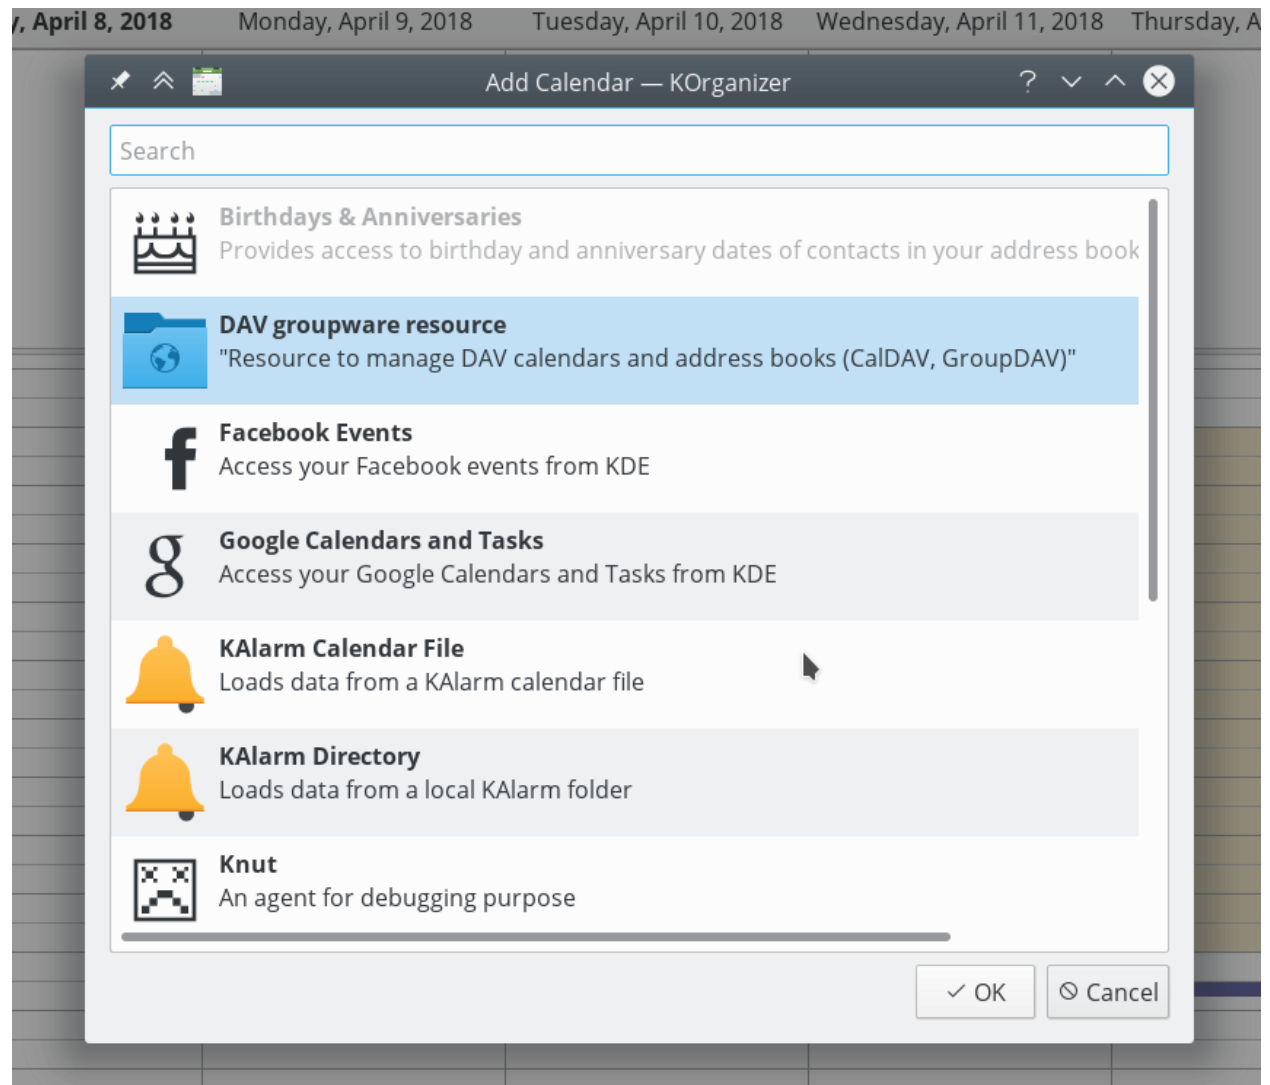 , April 8, 2018 Monday, April 9, 2018 Tuesday, April 10, 2018 Wednesday, April 11, 2018 Thursday, A
Add Calendar — KOrganizer
Search
Birthdays & Anniversaries
Provides access to birthday and anniversary dates of contacts in your address book
DAV groupware resource
"Resource to manage DAV calendars and address books (CalDAV, GroupDAV)"
Facebook Events
Access your Facebook events from KDE
Google Calendars and Tasks
Access your Google Calendars and Tasks from KDE
KAlarm Calendar File
Loads data from a KAlarm calendar file
KAlarm Directory
Loads data from a local KAlarm folder
Knut
An agent for debugging purpose
OK Cancel